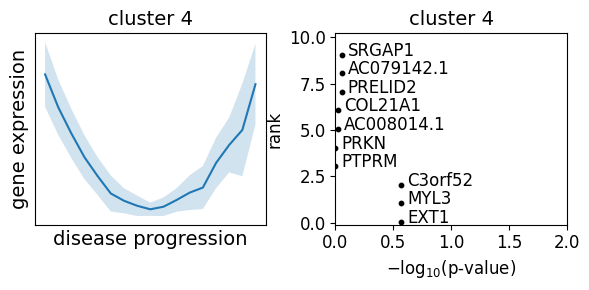 cluster 4
gene expression
disease progression
cluster 4
rank
10.0
7.5
5.0
2.5
0.0
SRGAP1
AC079142.1
PRELID2
COL21A1
AC008014.1
PRKN
PTPRM
C3orf52
MYL3
EXT1
0.0 0.5 1.0 1.5 2.0
−log₁₀(p-value)